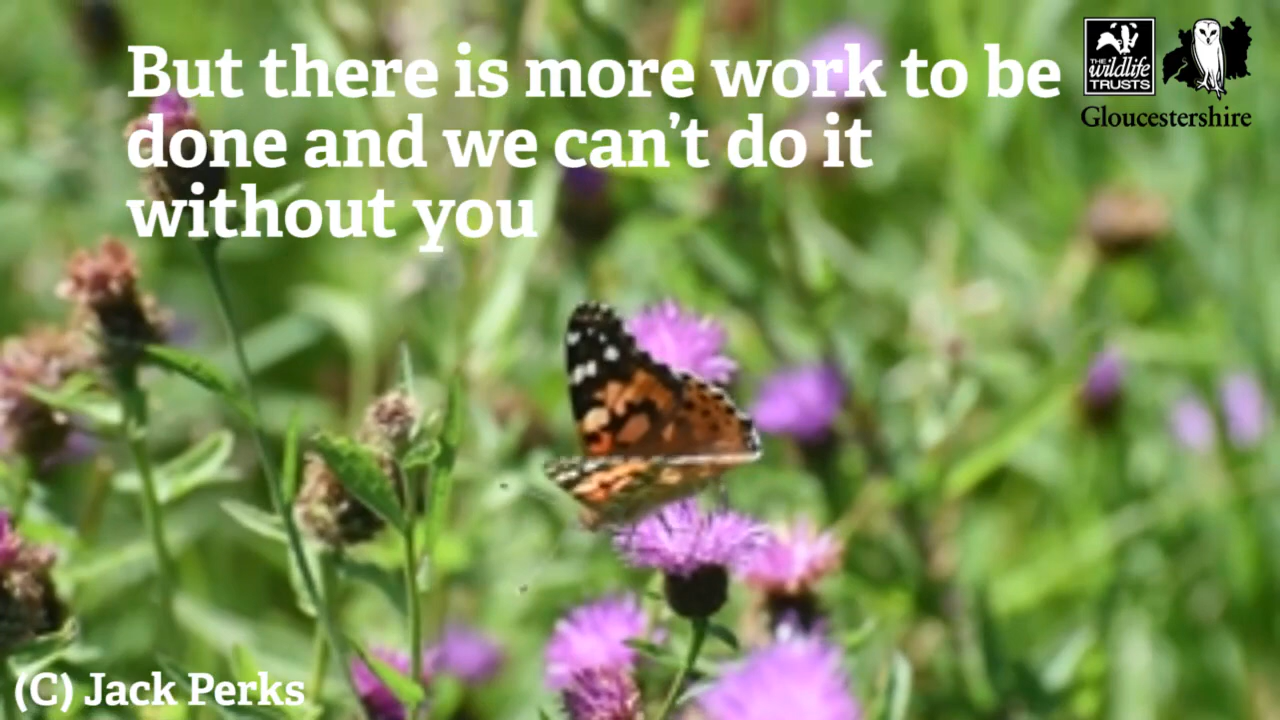 But there is more work to be
done and we can't do it
without you
THE
wildlife
TRUSTS
Gloucestershire
(C) Jack Perks